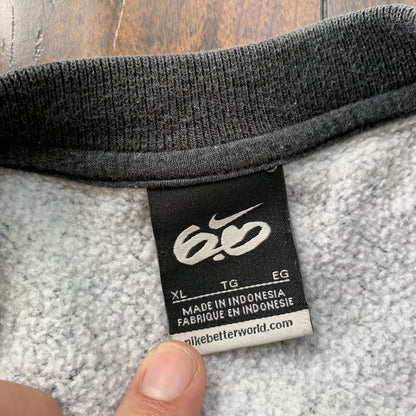 6.0
XL TG EG
MADE IN INDONESIA
FABRIQUE EN INDONESIE
nikebetterworld.com